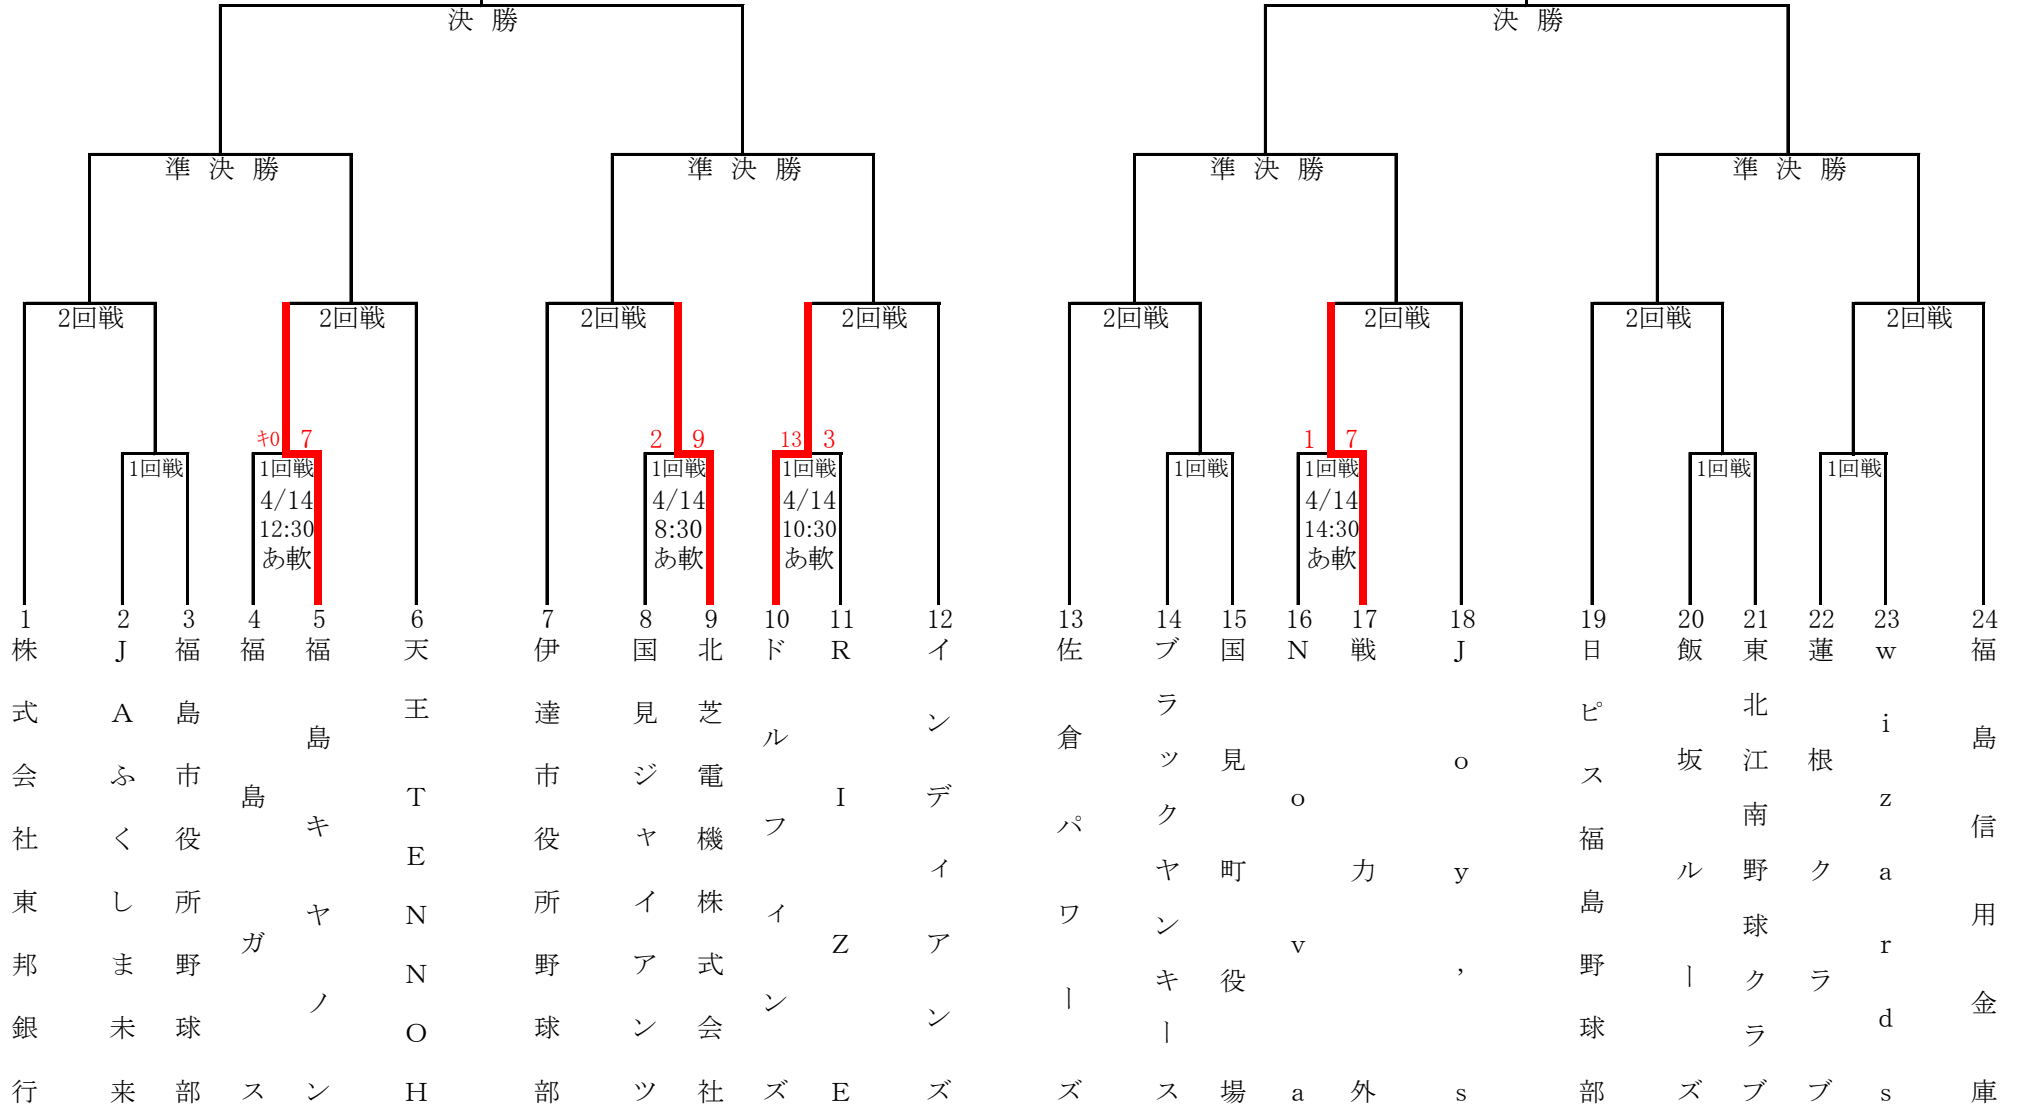 決 勝
決 勝
準 決 勝
準 決 勝
準 決 勝
準 決 勝
2回戦
2回戦
2回戦
2回戦
2回戦
2回戦
2回戦
2回戦
ｷ0 7
2 9
13 3
1 7
1回戦
1回戦
4/14
12:30
あ軟
1回戦
4/14
8:30
あ軟
1回戦
4/14
10:30
あ軟
1回戦
1回戦
4/14
14:30
あ軟
1回戦
1回戦
1
株式会社東邦銀行
2
JAふくしま未来
3
福島市役所野球部
4
福島ガス
5
福島キヤノン
6
天王 TENNNOH
7
伊達市役所野球部
8
国見ジャイアンツ
9
北芝電機株式会社
10
ドルフィンズ
11
RIZE
12
インディアンズ
13
佐倉パワーズ
14
ブラックヤンキース
15
国見町役場
16
Nova
17
戦力外
18
Joy’s
19
日ピス福島野球部
20
飯坂ルーズ
21
東北江南野球クラブ
22
蓮根クラブ
23
wizards
24
福島信用金庫